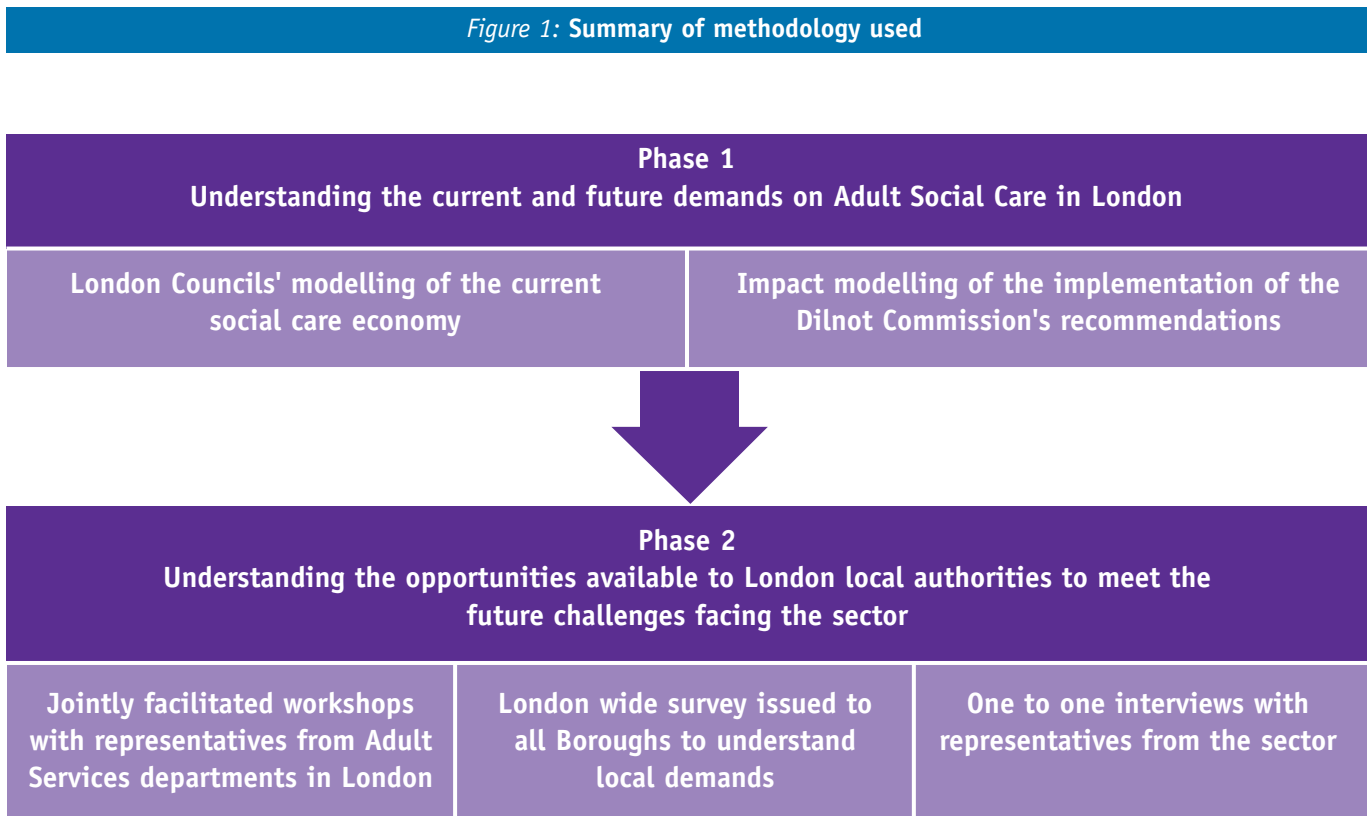 Figure 1: Summary of methodology used
Phase 1
Understanding the current and future demands on Adult Social Care in London
London Councils' modelling of the current
social care economy
Impact modelling of the implementation of the
Dilnot Commission's recommendations
Phase 2
Understanding the opportunities available to London local authorities to meet the
future challenges facing the sector
Jointly facilitated workshops
with representatives from Adult
Services departments in London
London wide survey issued to
all Boroughs to understand
local demands
One to one interviews with
representatives from the sector